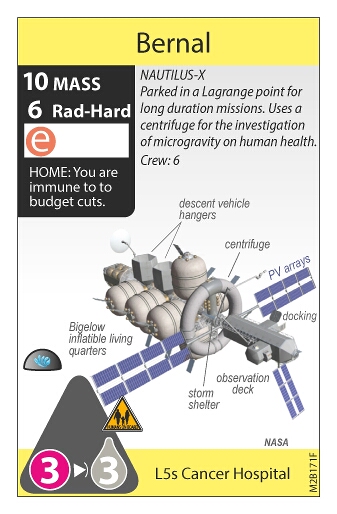 Bernal
10 MASS
6 Rad-Hard
e
HOME: You are
immune to to
budget cuts.
NAUTILUS-X
Parked in a Lagrange point for
long duration missions. Uses a
centrifuge for the investigation
of microgravity on human health.
Crew: 6
descent vehicle
hangers
centrifuge
PV arrays
docking
Bigelow
inflatible living
quarters
storm
shelter
observation
deck
NASA
3 3
L5s Cancer Hospital
M2B171F